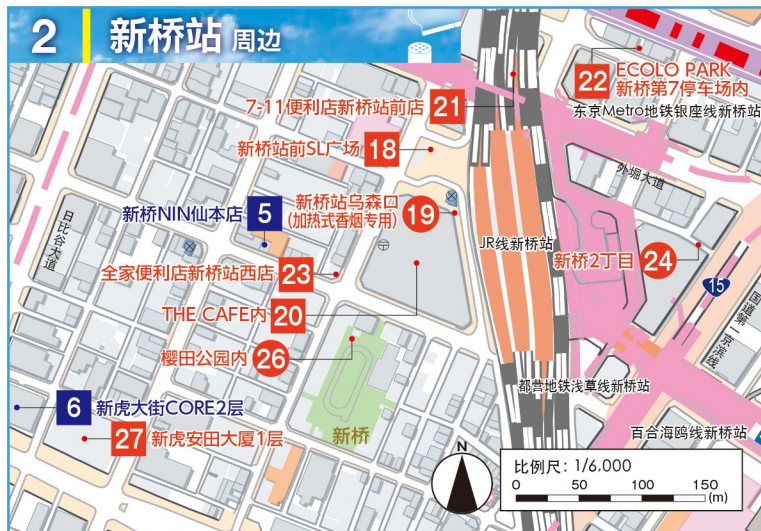 2 新桥站 周边
22 ECOLO PARK
新桥第7停车场内
7-11便利店新桥站前店 21
东京Metro地铁银座线新桥站
新桥站前SL广场 18
外堀大道
新桥站乌森口
(加热式香烟专用) 19
新桥NIN仙本店 5
日比谷大道
JR线新桥站
新桥2丁目 24
全家便利店新桥站西店 23
15
国道第一京滨线
THE CAFE内 20
樱田公园内 26
都营地铁浅草线新桥站
6 新虎大街CORE2层
新桥
百合海鸥线新桥站
27 新虎安田大厦1层
N
比例尺：1/6,000
0 50 100 150
(m)